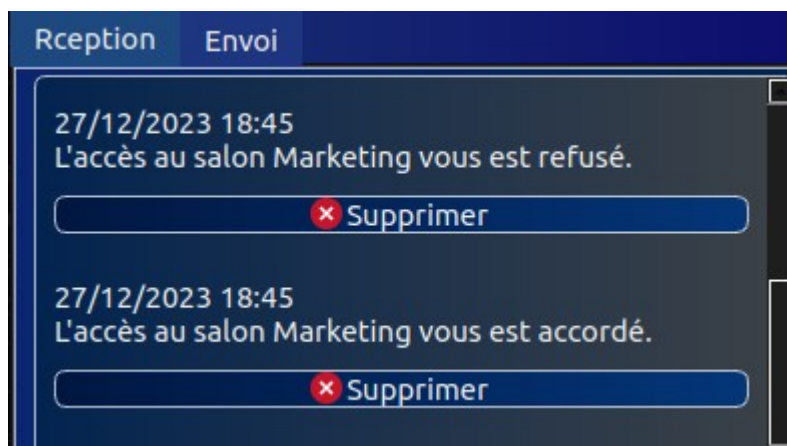 Rception Envoi
27/12/2023 18:45
L'accès au salon Marketing vous est refusé.
Supprimer
27/12/2023 18:45
L'accès au salon Marketing vous est accordé.
Supprimer